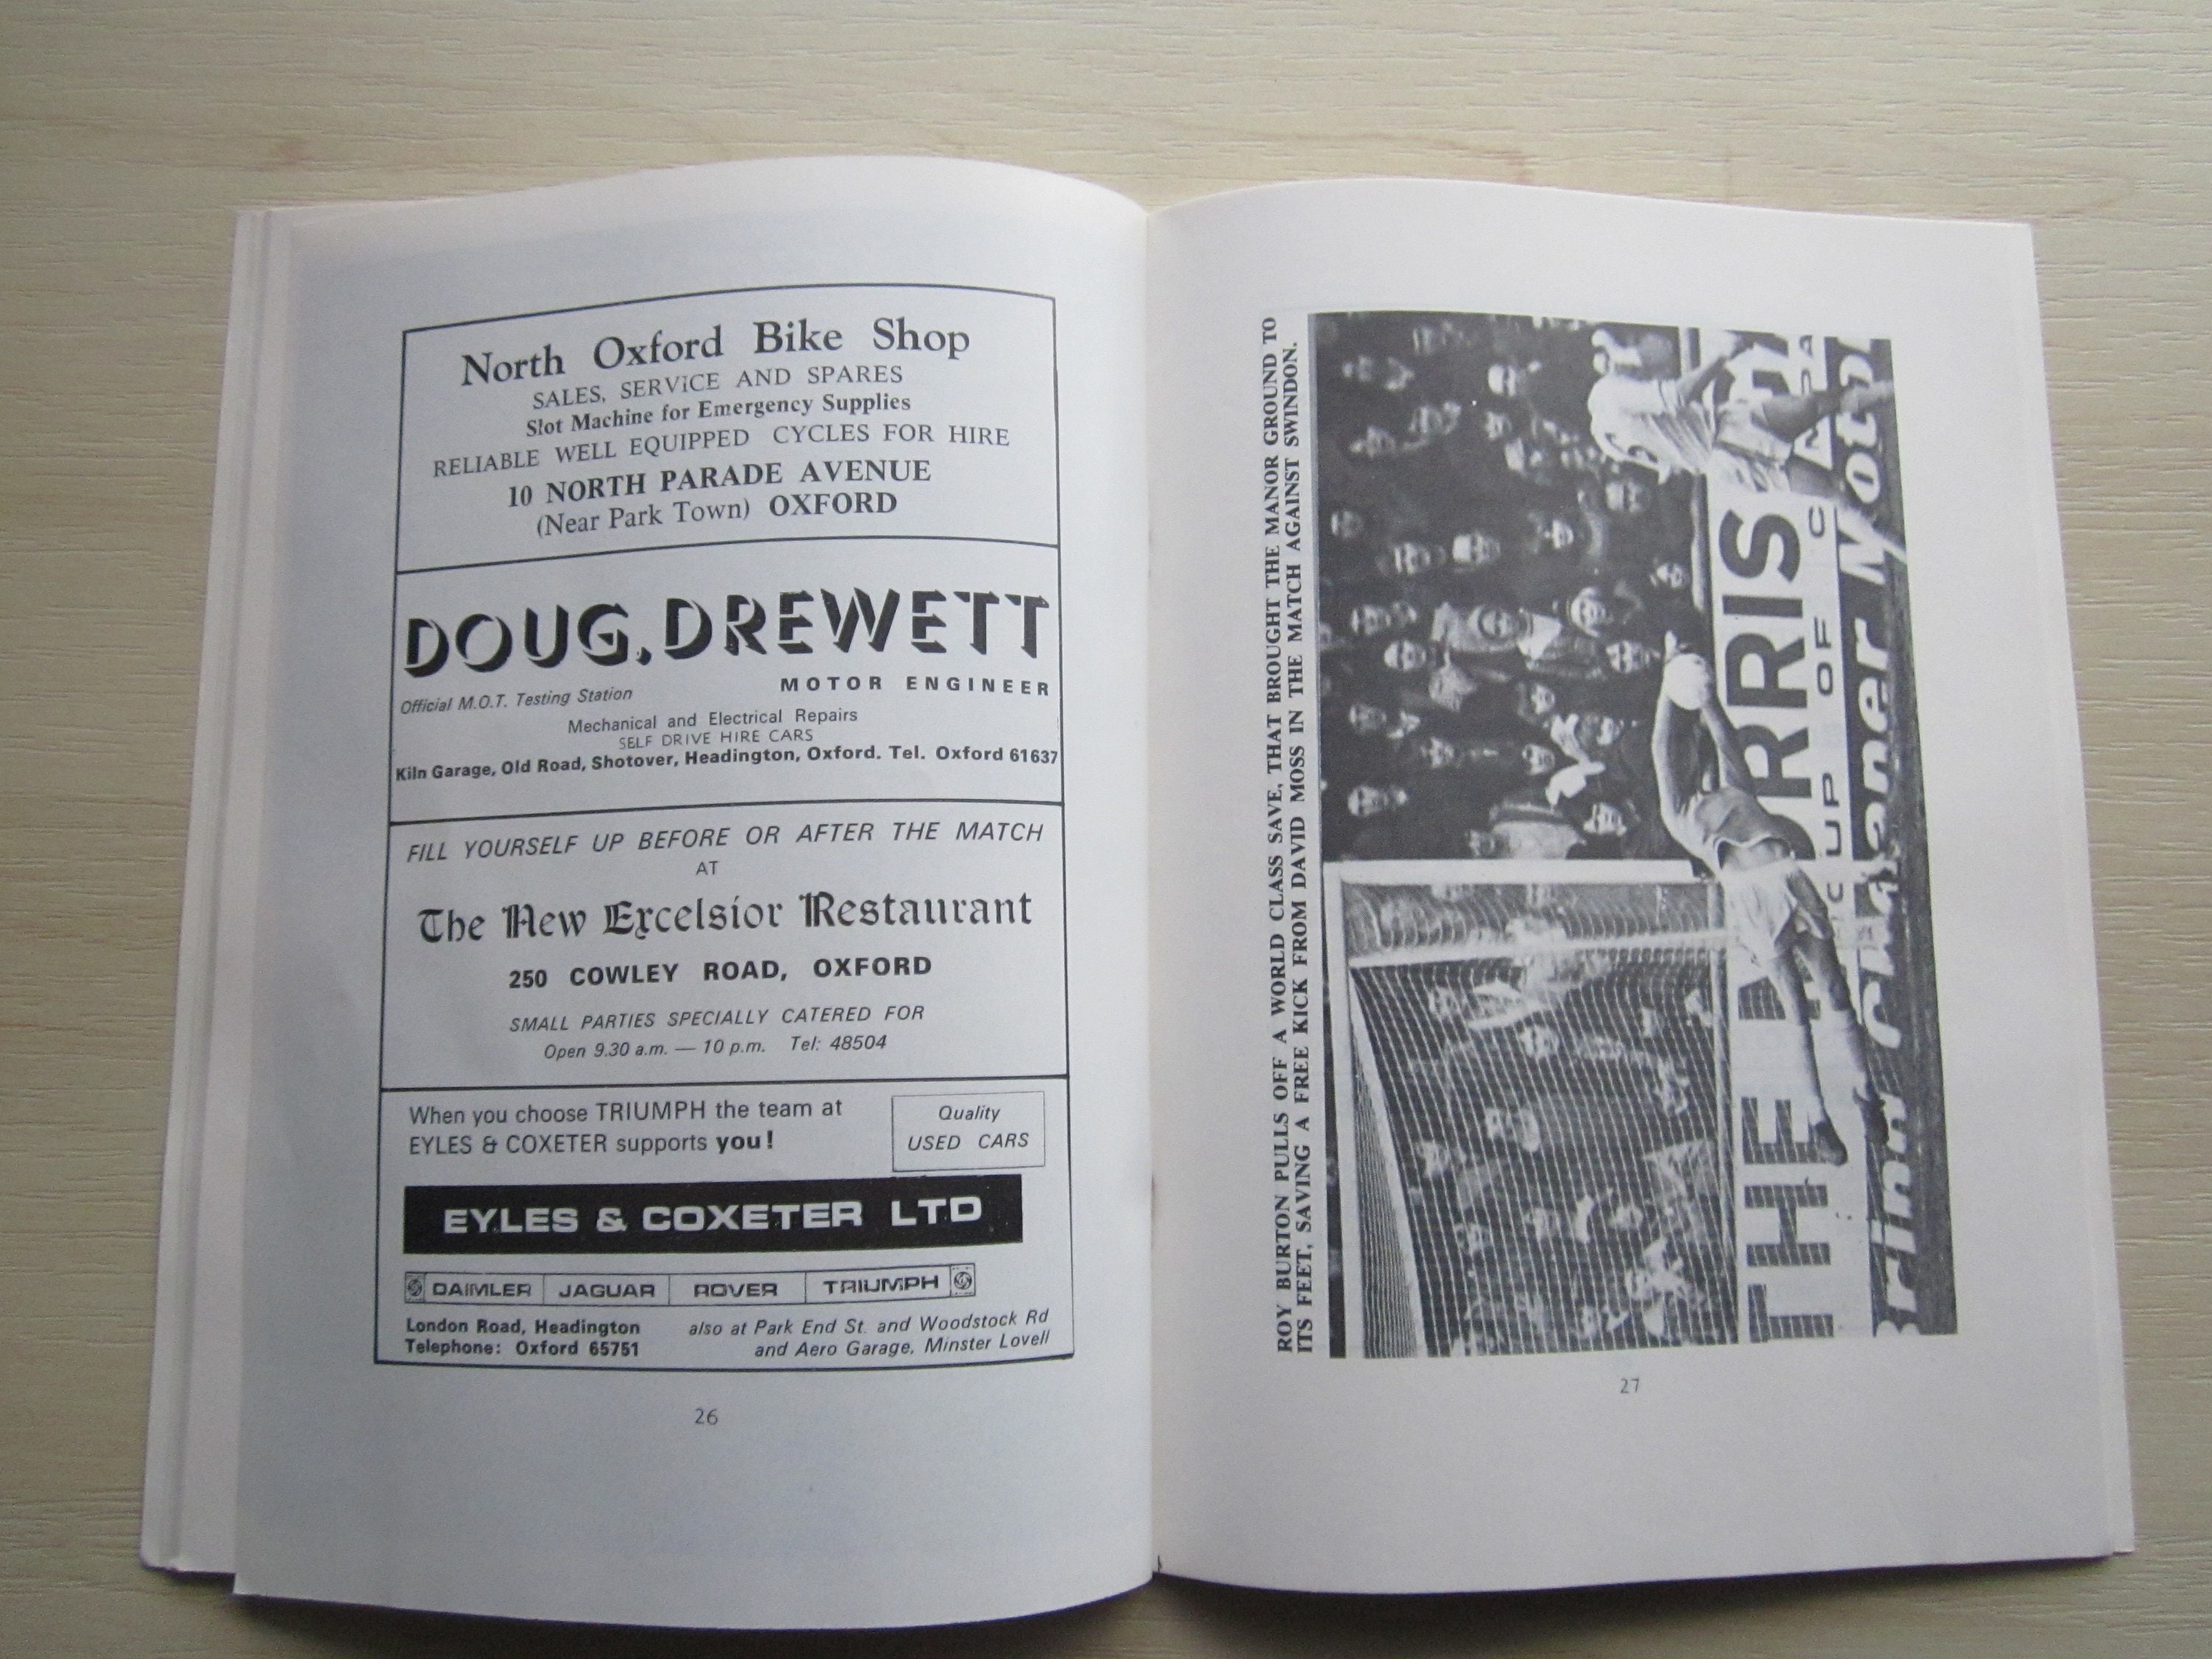 North Oxford Bike Shop
SALES, SERVICE AND SPARES
Slot Machine for Emergency Supplies
RELIABLE WELL EQUIPPED CYCLES FOR HIRE
10 NORTH PARADE AVENUE
(Near Park Town) OXFORD
DOUG. DREWETT
MOTOR ENGINEER
Official M.O.T. Testing Station
Mechanical and Electrical Repairs
SELF DRIVE HIRE CARS
Kiln Garage, Old Road, Shotover, Headington, Oxford. Tel. Oxford 61637
FILL YOURSELF UP BEFORE OR AFTER THE MATCH
AT
The New Excelsior Restaurant
250 COWLEY ROAD, OXFORD
SMALL PARTIES SPECIALLY CATERED FOR
Open 9.30 a.m. — 10 p.m. Tel: 48504
When you choose TRIUMPH the team at
EYLES & COXETER supports you!
Quality
USED CARS
EYLES & COXETER LTD
DAIMLER JAGUAR ROVER TRIUMPH
London Road, Headington
Telephone: Oxford 65751
also at Park End St. and Woodstock Rd
and Aero Garage, Minster Lovell
26
ROY BURTON PULLS OFF A WORLD CLASS SAVE, THAT BROUGHT THE MANOR GROUND TO
ITS FEET, SAVING A FREE KICK FROM DAVID MOSS IN THE MATCH AGAINST SWINDON.
THE
RRIS
UP OF
27